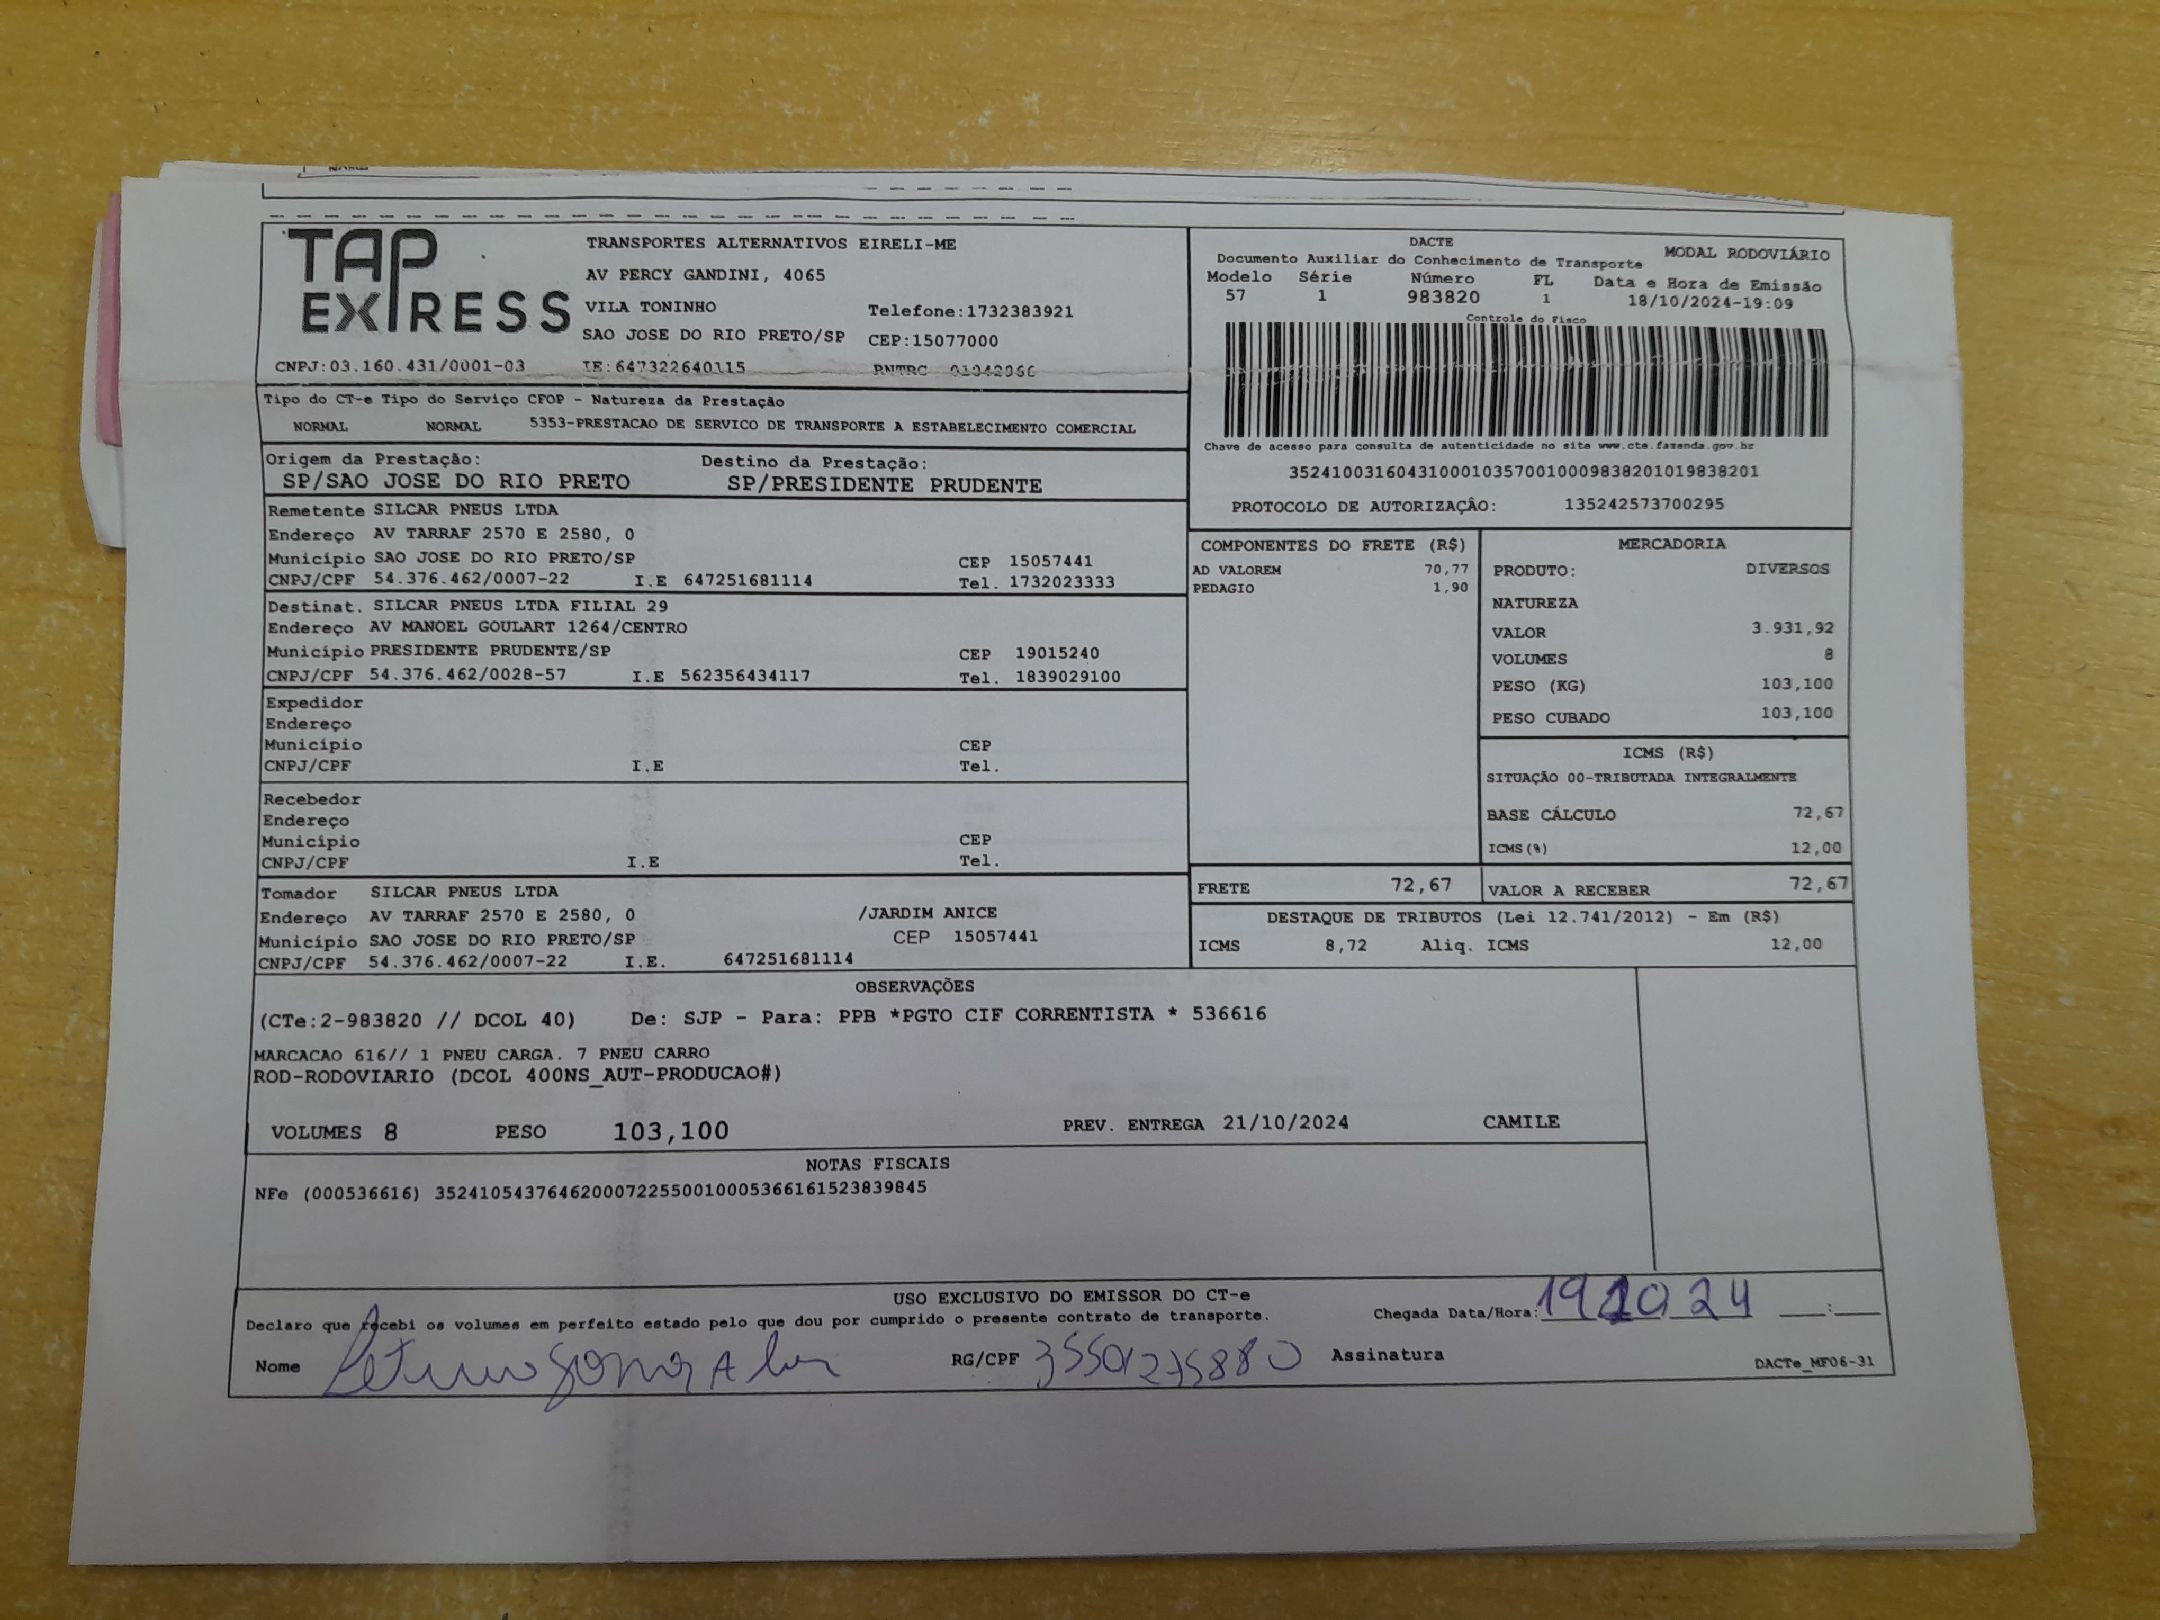 TAP EXPRESS
TRANSPORTES ALTERNATIVOS EIRELI-ME
AV PERCY GANDINI, 4065
VILA TONINHO Telefone:1732383921
SAO JOSE DO RIO PRETO/SP CEP:15077000
CNPJ:03.160.431/0001-03 IE:647322640115 RNTRC
DACTE MODAL RODOVIÁRIO
Documento Auxiliar do Conhecimento de Transporte
Modelo Série Número FL Data e Hora de Emissão
57 1 983820 1 18/10/2024-19:09
Controle do Fisco
Chave de acesso para consulta de autenticidade no site www.cte.fazenda.gov.br
35241003160431000103570010009838201019838201
PROTOCOLO DE AUTORIZAÇÂO: 135242573700295
Tipo do CT-e Tipo do Serviço CFOP - Natureza da Prestação
NORMAL NORMAL 5353-PRESTACAO DE SERVICO DE TRANSPORTE A ESTABELECIMENTO COMERCIAL
Origem da Prestação: Destino da Prestação:
SP/SAO JOSE DO RIO PRETO SP/PRESIDENTE PRUDENTE
Remetente SILCAR PNEUS LTDA
Endereço AV TARRAF 2570 E 2580, 0
Município SAO JOSE DO RIO PRETO/SP CEP 15057441
CNPJ/CPF 54.376.462/0007-22 I.E 647251681114 Tel. 1732023333
Destinat. SILCAR PNEUS LTDA FILIAL 29
Endereço AV MANOEL GOULART 1264/CENTRO
Município PRESIDENTE PRUDENTE/SP CEP 19015240
CNPJ/CPF 54.376.462/0028-57 I.E 562356434117 Tel. 1839029100
Expedidor
Endereço
Município CEP
CNPJ/CPF I.E Tel.
Recebedor
Endereço
Município CEP
CNPJ/CPF I.E Tel.
Tomador SILCAR PNEUS LTDA
Endereço AV TARRAF 2570 E 2580, 0 /JARDIM ANICE
Município SAO JOSE DO RIO PRETO/SP CEP 15057441
CNPJ/CPF 54.376.462/0007-22 I.E. 647251681114
COMPONENTES DO FRETE (R$)
AD VALOREM 70,77
PEDAGIO 1,90
MERCADORIA
PRODUTO: DIVERSOS
NATUREZA
VALOR 3.931,92
VOLUMES 8
PESO (KG) 103,100
PESO CUBADO 103,100
ICMS (R$)
SITUAÇÃO 00-TRIBUTADA INTEGRALMENTE
BASE CÁLCULO 72,67
ICMS(%) 12,00
FRETE 72,67 VALOR A RECEBER 72,67
DESTAQUE DE TRIBUTOS (Lei 12.741/2012) - Em (R$)
ICMS 8,72 Aliq. ICMS 12,00
OBSERVAÇÕES
(CTe:2-983820 // DCOL 40) De: SJP - Para: PPB *PGTO CIF CORRENTISTA * 536616
MARCACAO 616// 1 PNEU CARGA. 7 PNEU CARRO
ROD-RODOVIARIO (DCOL 400NS_AUT-PRODUCAO#)
VOLUMES 8 PESO 103,100 PREV. ENTREGA 21/10/2024 CAMILE
NOTAS FISCAIS
NFe (000536616) 35241054376462000722550010005366161523839845
USO EXCLUSIVO DO EMISSOR DO CT-e
Declaro que recebi os volumes em perfeito estado pelo que dou por cumprido o presente contrato de transporte. Chegada Data/Hora: 19 10 24 :
Nome RG/CPF 35501275880 Assinatura
DACTe_MF06-31